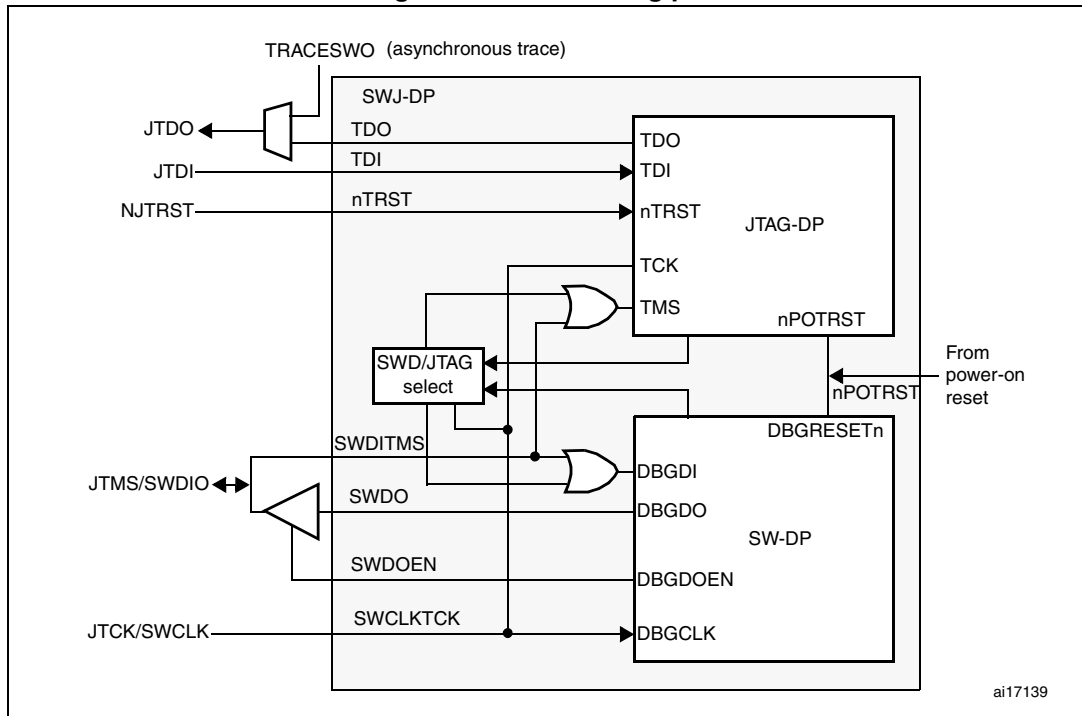 TRACESWO (asynchronous trace)
SWJ-DP
JTDO
TDO
TDO
JTDI
TDI
TDI
NJTRST
nTRST
nTRST
JTAG-DP
TCK
TMS
nPOTRST
SWD/JTAG
select
From
power-on
reset
nPOTRST
DBGRESETn
SWDITMS
DBGDI
JTMS/SWDIO
SWDO
DBGDO
SW-DP
SWDOEN
DBGDOEN
JTCK/SWCLK
SWCLKTCK
DBGCLK
ai17139